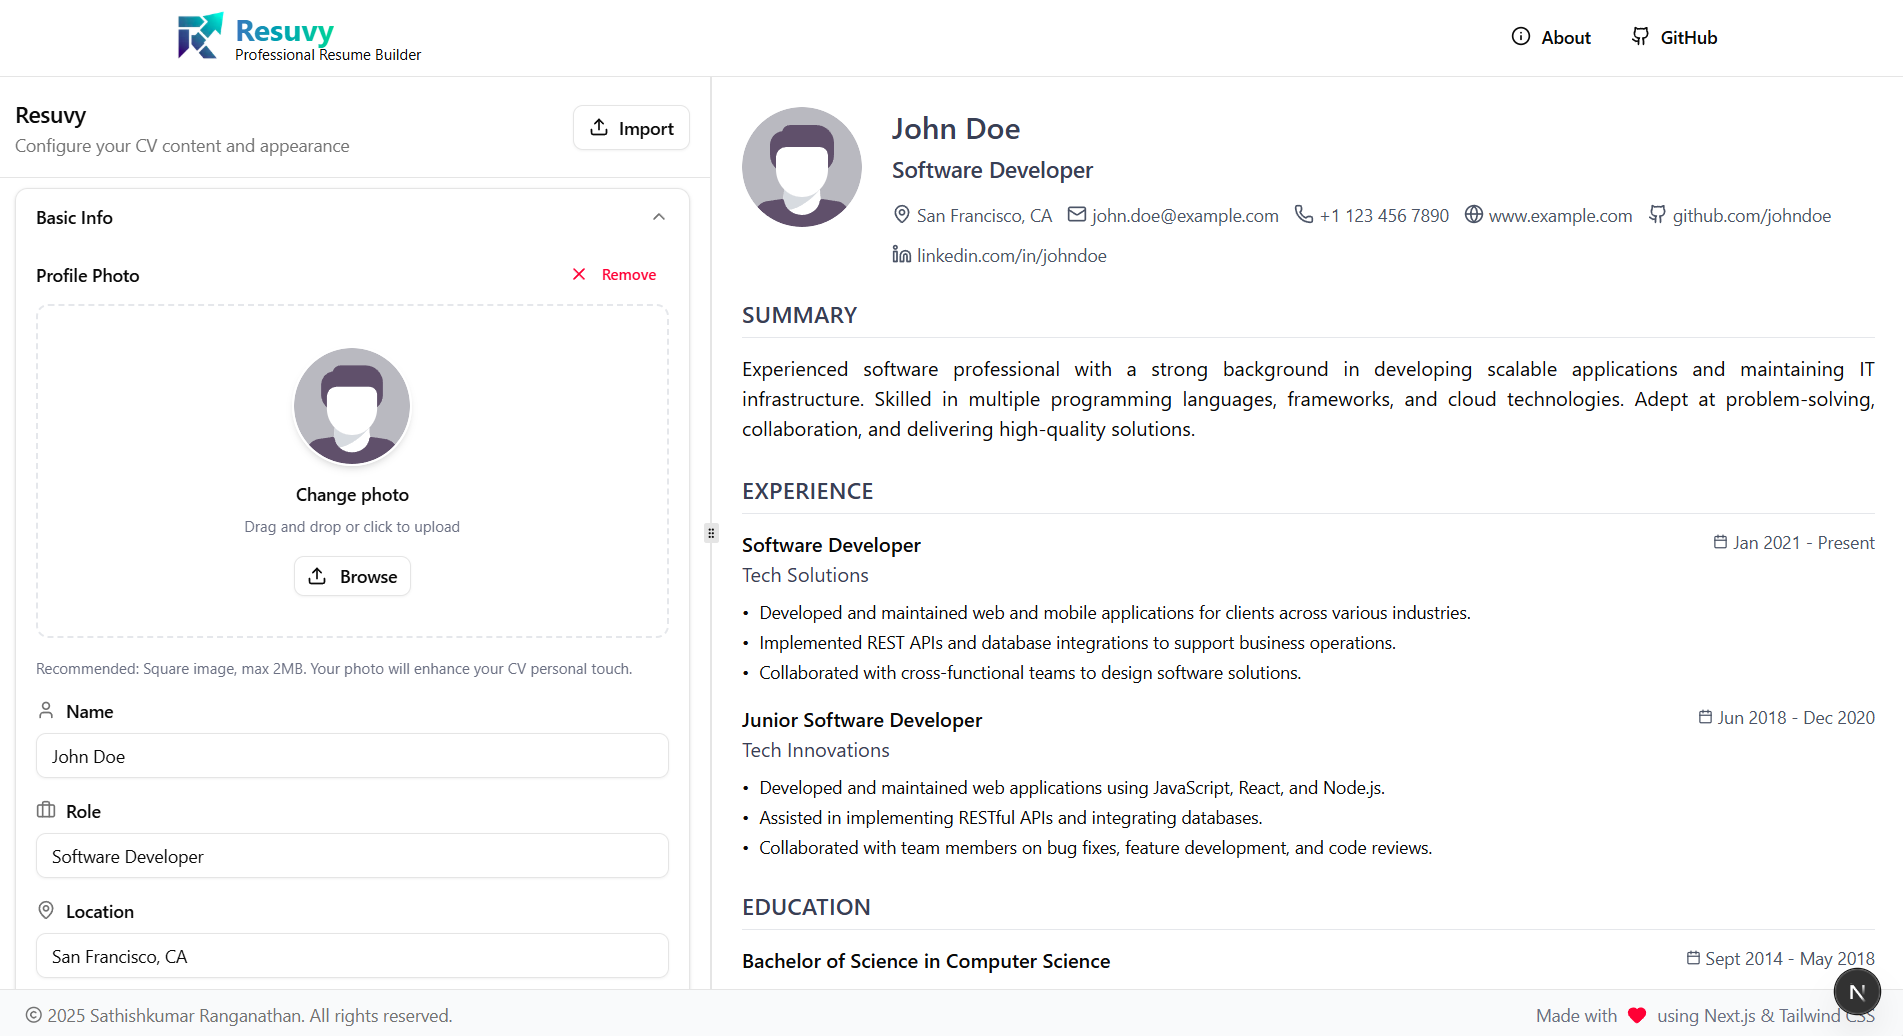 Resuvy
Professional Resume Builder
About
GitHub
Resuvy
Configure your CV content and appearance
Import
Basic Info
Profile Photo
Remove
Change photo
Drag and drop or click to upload
Browse
Recommended: Square image, max 2MB. Your photo will enhance your CV personal touch.
Name
John Doe
Role
Software Developer
Location
San Francisco, CA
John Doe
Software Developer
San Francisco, CA john.doe@example.com +1 123 456 7890 www.example.com github.com/johndoe
linkedin.com/in/johndoe
SUMMARY
Experienced software professional with a strong background in developing scalable applications and maintaining IT
infrastructure. Skilled in multiple programming languages, frameworks, and cloud technologies. Adept at problem-solving,
collaboration, and delivering high-quality solutions.
EXPERIENCE
Software Developer Jan 2021 - Present
Tech Solutions
• Developed and maintained web and mobile applications for clients across various industries.
• Implemented REST APIs and database integrations to support business operations.
• Collaborated with cross-functional teams to design software solutions.
Junior Software Developer Jun 2018 - Dec 2020
Tech Innovations
• Developed and maintained web applications using JavaScript, React, and Node.js.
• Assisted in implementing RESTful APIs and integrating databases.
• Collaborated with team members on bug fixes, feature development, and code reviews.
EDUCATION
Bachelor of Science in Computer Science Sept 2014 - May 2018
N
© 2025 Sathishkumar Ranganathan. All rights reserved.
Made with ❤ using Next.js & Tailwind CSS